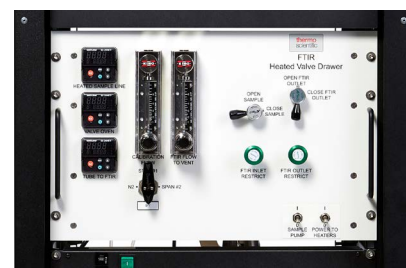 thermo
scientific
FTIR
Heated Valve Drawer
HEATED SAMPLE LINE
VALVE OVEN
TUBE TO FTIR
CALIBRATION
FTIR FLOW
TO VENT
N2
SPAN #2
OPEN
SAMPLE
CLOSE
SAMPLE
OPEN FTIR
OUTLET
CLOSE FTIR
OUTLET
FTIR INLET
RESTRICT
FTIR OUTLET
RESTRICT
SAMPLE
PUMP
POWER TO
HEATERS